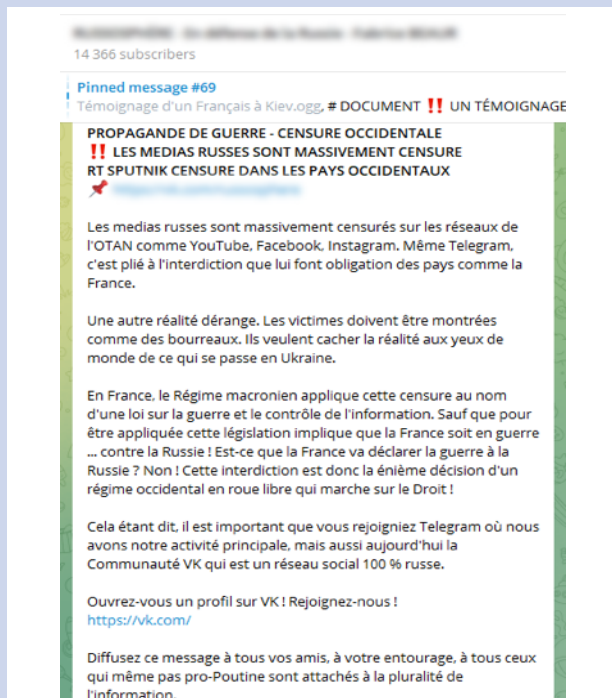 14 366 subscribers
Pinned message #69
Témoignage d'un Français à Kiev.ogg, # DOCUMENT ‼ UN TÉMOIGNAGE
PROPAGANDE DE GUERRE - CENSURE OCCIDENTALE
‼ LES MEDIAS RUSSES SONT MASSIVEMENT CENSURE
RT SPUTNIK CENSURE DANS LES PAYS OCCIDENTAUX
📌
Les medias russes sont massivement censurés sur les réseaux de
l'OTAN comme YouTube, Facebook, Instagram. Même Telegram,
c'est plié à l'interdiction que lui font obligation des pays comme la
France.
Une autre réalité dérange. Les victimes doivent être montrées
comme des bourreaux. Ils veulent cacher la réalité aux yeux de
monde de ce qui se passe en Ukraine.
En France, le Régime macronien applique cette censure au nom
d'une loi sur la guerre et le contrôle de l'information. Sauf que pour
être appliquée cette législation implique que la France soit en guerre
... contre la Russie ! Est-ce que la France va déclarer la guerre à la
Russie ? Non ! Cette interdiction est donc la énième décision d'un
régime occidental en roue libre qui marche sur le Droit !
Cela étant dit, il est important que vous rejoigniez Telegram où nous
avons notre activité principale, mais aussi aujourd'hui la
Communauté VK qui est un réseau social 100 % russe.
Ouvrez-vous un profil sur VK ! Rejoignez-nous !
https://vk.com/
Diffusez ce message à tous vos amis, à votre entourage, à tous ceux
qui même pas pro-Poutine sont attachés à la pluralité de
l'information.